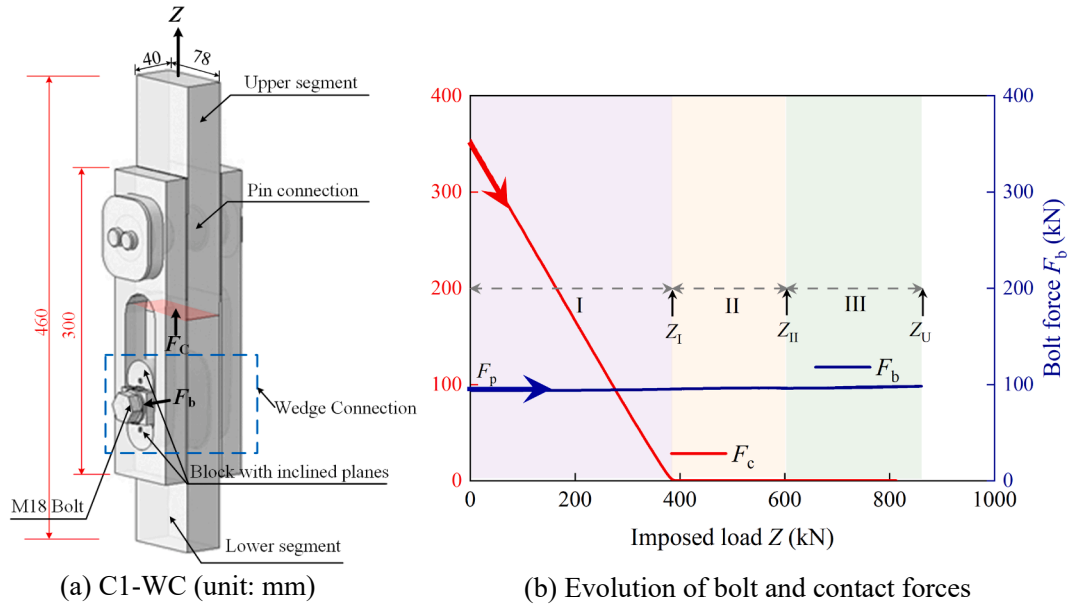 Z
40
78
Upper segment
Pin connection
460
300
F_C
F_b
Wedge Connection
Block with inclined planes
M18 Bolt
Lower segment
(a) C1-WC (unit: mm)
400
300
200
100
0
400
300
200
100
0
Bolt force F_b (kN)
I
II
III
Z_I
Z_II
Z_U
F_p
F_b
F_c
0
200
400
600
800
1000
Imposed load Z (kN)
(b) Evolution of bolt and contact forces